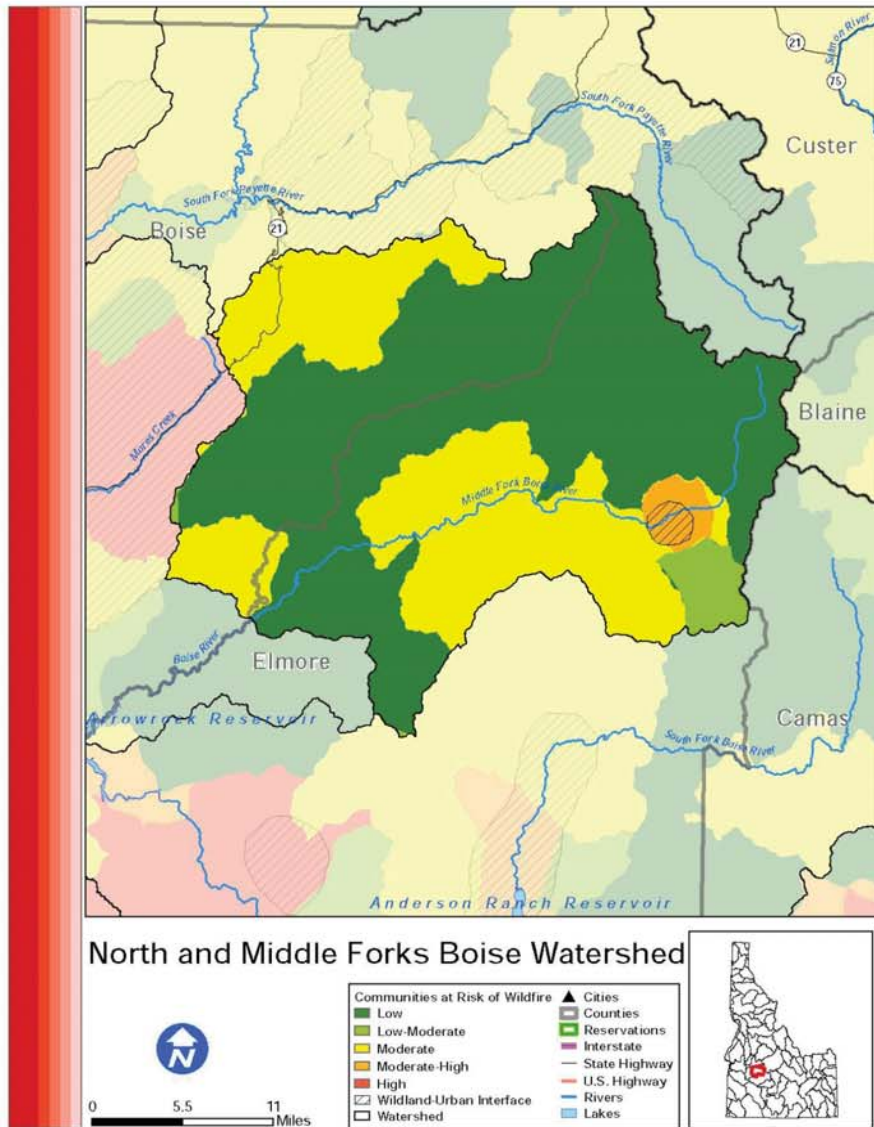 21
75
Salmon River
South Fork Payette River
Custer
South Fork Payette River
Boise
21
Mores Creek
Blaine
Middle Fork Boise River
Boise River
Elmore
Arrowrock Reservoir
Camas
South Fork Boise River
Anderson Ranch Reservoir
North and Middle Forks Boise Watershed
N
0 5.5 11
Miles
Communities at Risk of Wildfire
Low
Low-Moderate
Moderate
Moderate-High
High
Wildland-Urban Interface
Watershed
Cities
Counties
Reservations
Interstate
State Highway
U.S. Highway
Rivers
Lakes